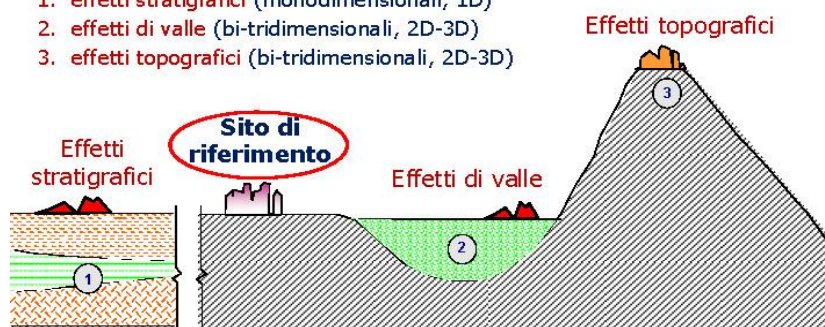 1. effetti stratigrafici (monodimensionali, 1D)
2. effetti di valle (bi-tridimensionali, 2D-3D)
3. effetti topografici (bi-tridimensionali, 2D-3D)
Effetti topografici
3
Sito di
riferimento
Effetti
stratigrafici
Effetti di valle
2
1